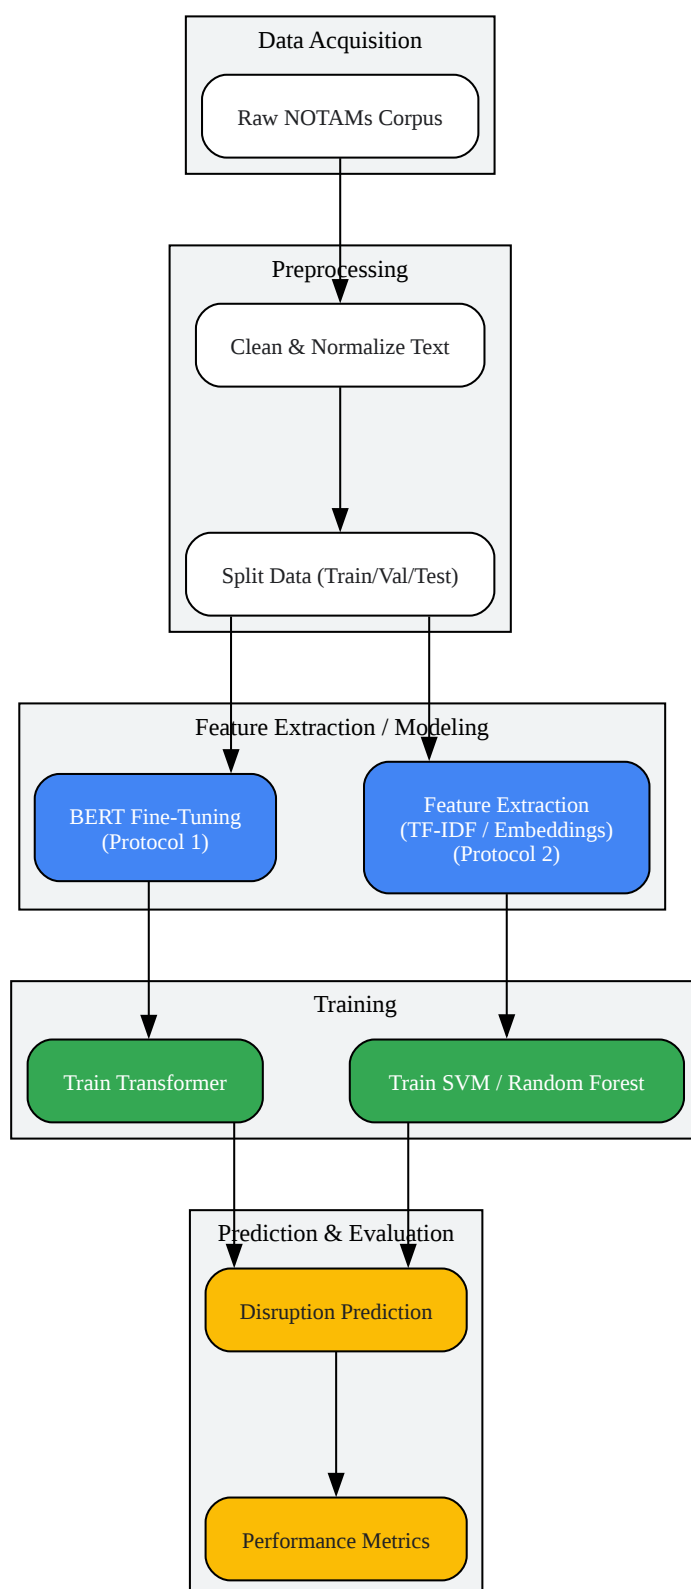 Data Acquisition
Raw NOTAMs Corpus
Preprocessing
Clean & Normalize Text
Split Data (Train/Val/Test)
Feature Extraction / Modeling
BERT Fine-Tuning
(Protocol 1)
Feature Extraction
(TF-IDF / Embeddings)
(Protocol 2)
Training
Train Transformer
Train SVM / Random Forest
Prediction & Evaluation
Disruption Prediction
Performance Metrics